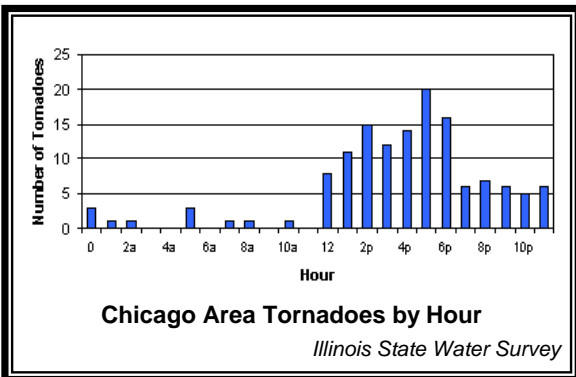 25
20
15
10
5
0
Number of Tornadoes
0 2a 4a 6a 8a 10a 12 2p 4p 6p 8p 10p
Hour
Chicago Area Tornadoes by Hour
Illinois State Water Survey